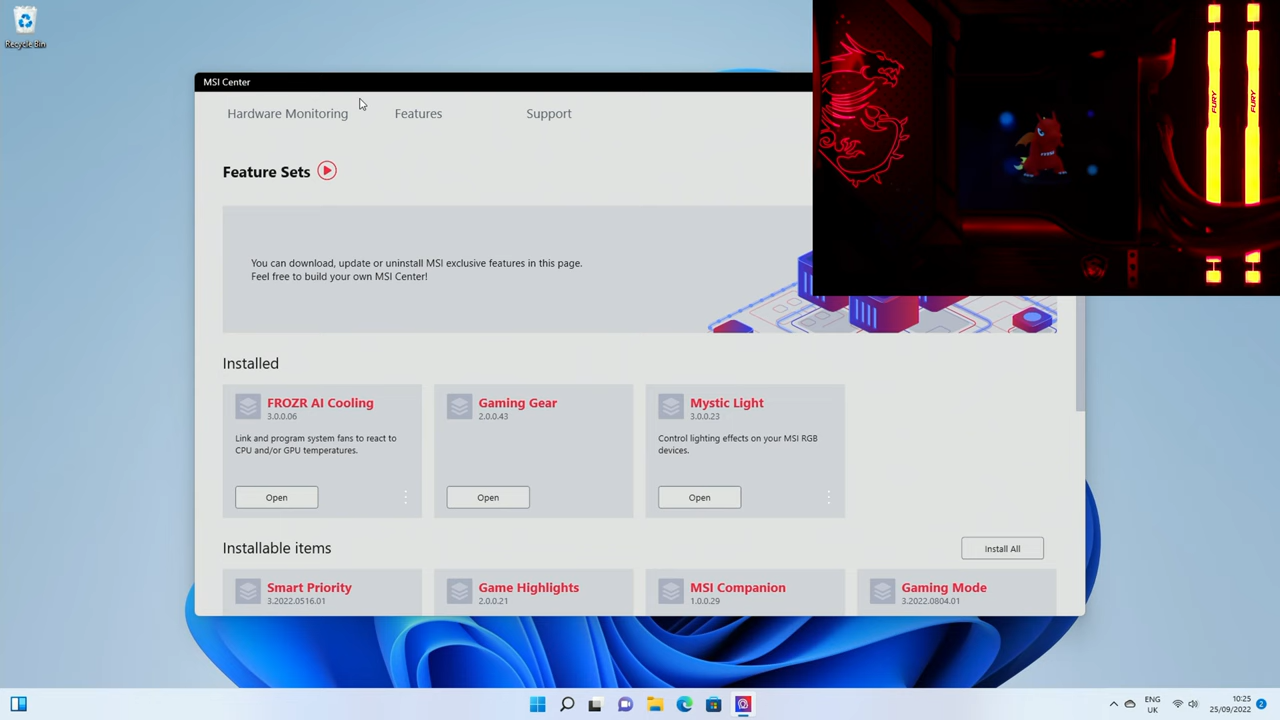 Recycle Bin
MSI Center
Hardware Monitoring
Features
Support
Feature Sets
You can download, update or uninstall MSI exclusive features in this page.
Feel free to build your own MSI Center!
Installed
FROZR AI Cooling
3.0.0.06
Link and program system fans to react to
CPU and/or GPU temperatures.
Open
Gaming Gear
2.0.0.43
Open
Mystic Light
3.0.0.23
Control lighting effects on your MSI RGB
devices.
Open
Installable items
Install All
Smart Priority
3.2022.0516.01
Game Highlights
2.0.0.21
MSI Companion
1.0.0.29
Gaming Mode
3.2022.0804.01
FURY
FURY
ENG
UK
10:25
25/09/2022
2